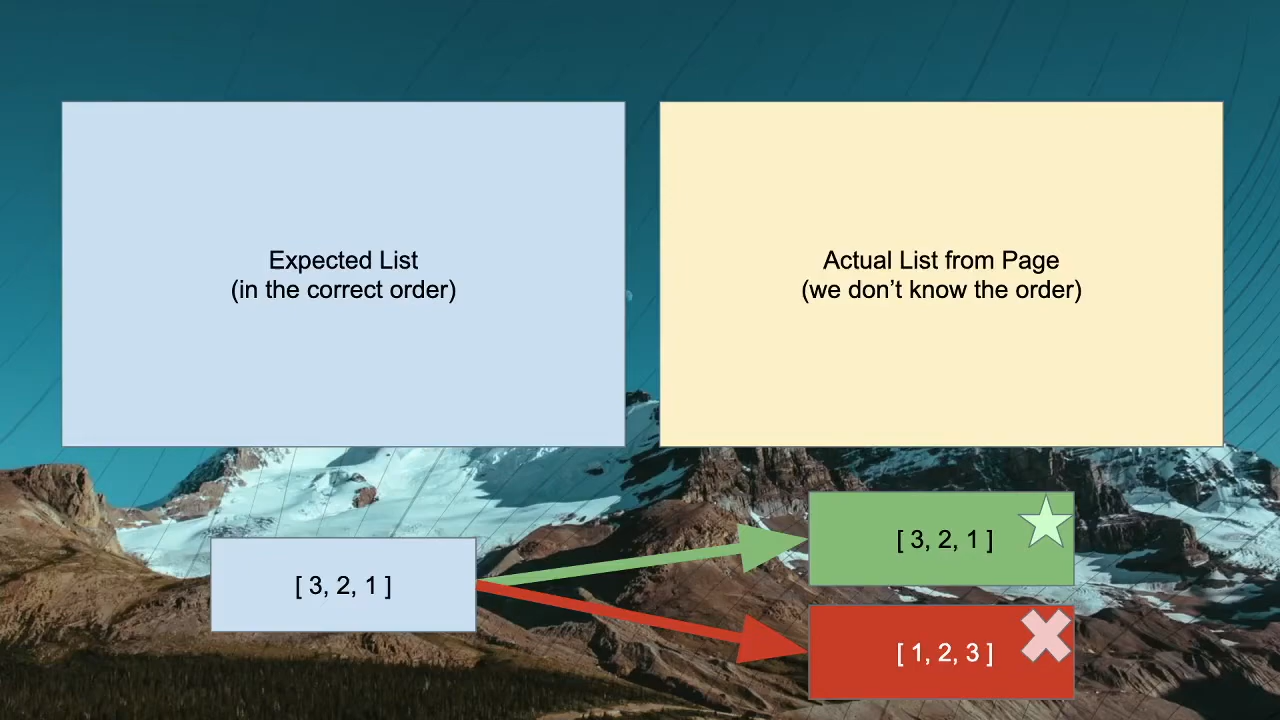 Expected List
(in the correct order)
Actual List from Page
(we don't know the order)
[ 3, 2, 1 ]
[ 3, 2, 1 ]
[ 1, 2, 3 ]